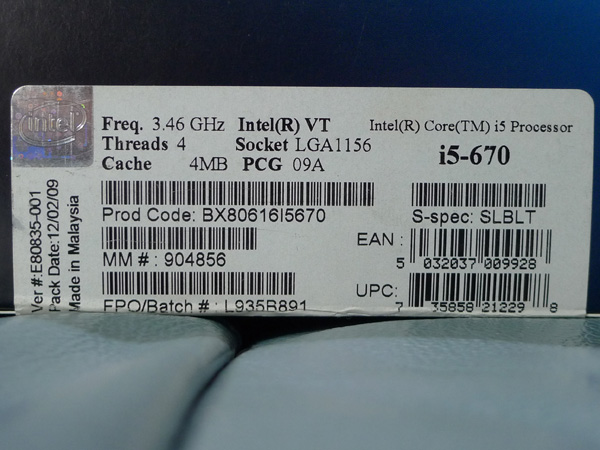 intel
Freq. 3.46 GHz Intel(R) VT
Threads 4 Socket LGA1156
Cache 4MB PCG 09A
Intel(R) Core(TM) i5 Processor
i5-670
Prod Code: BX80616I5670
S-spec: SLBLT
MM # : 904856
EAN :
5 032037 009928
FPO/Batch # : L935R891
UPC:
7 35858 21229 8
Ver #:E80835-001
Pack Date:12/02/09
Made in Malaysia